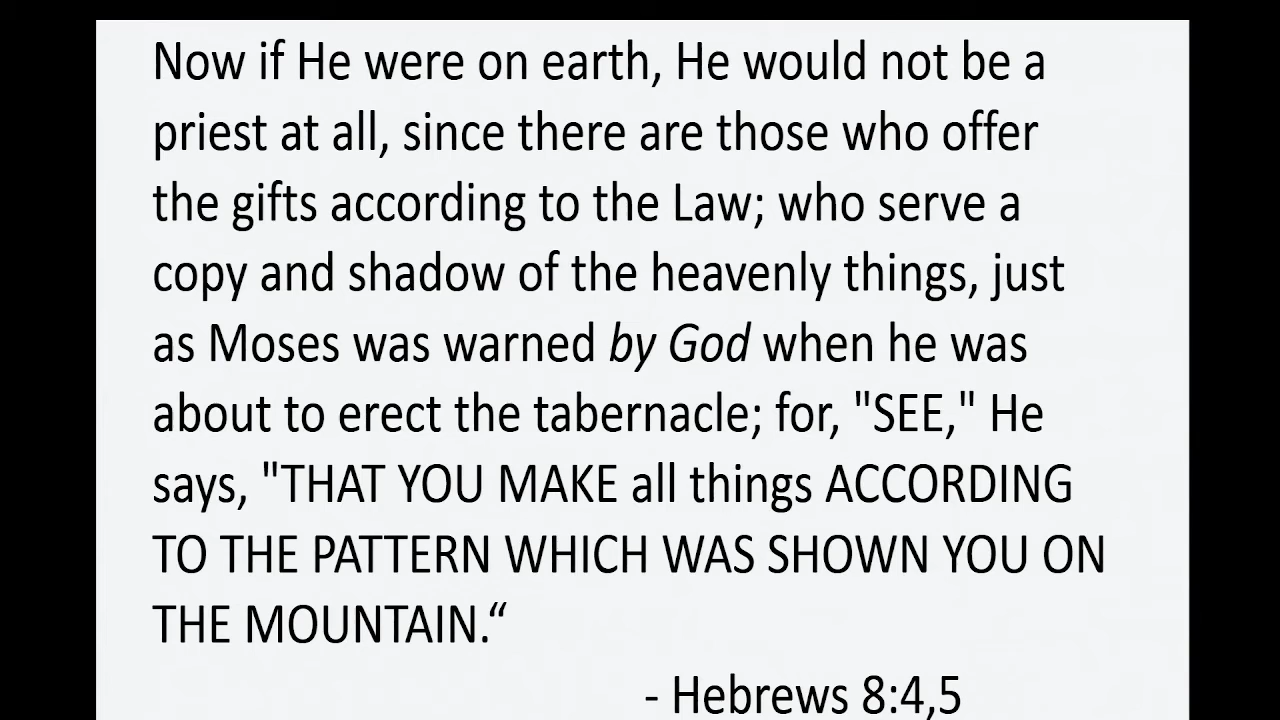 Now if He were on earth, He would not be a
priest at all, since there are those who offer
the gifts according to the Law; who serve a
copy and shadow of the heavenly things, just
as Moses was warned by God when he was
about to erect the tabernacle; for, "SEE," He
says, "THAT YOU MAKE all things ACCORDING
TO THE PATTERN WHICH WAS SHOWN YOU ON
THE MOUNTAIN.“
- Hebrews 8:4,5